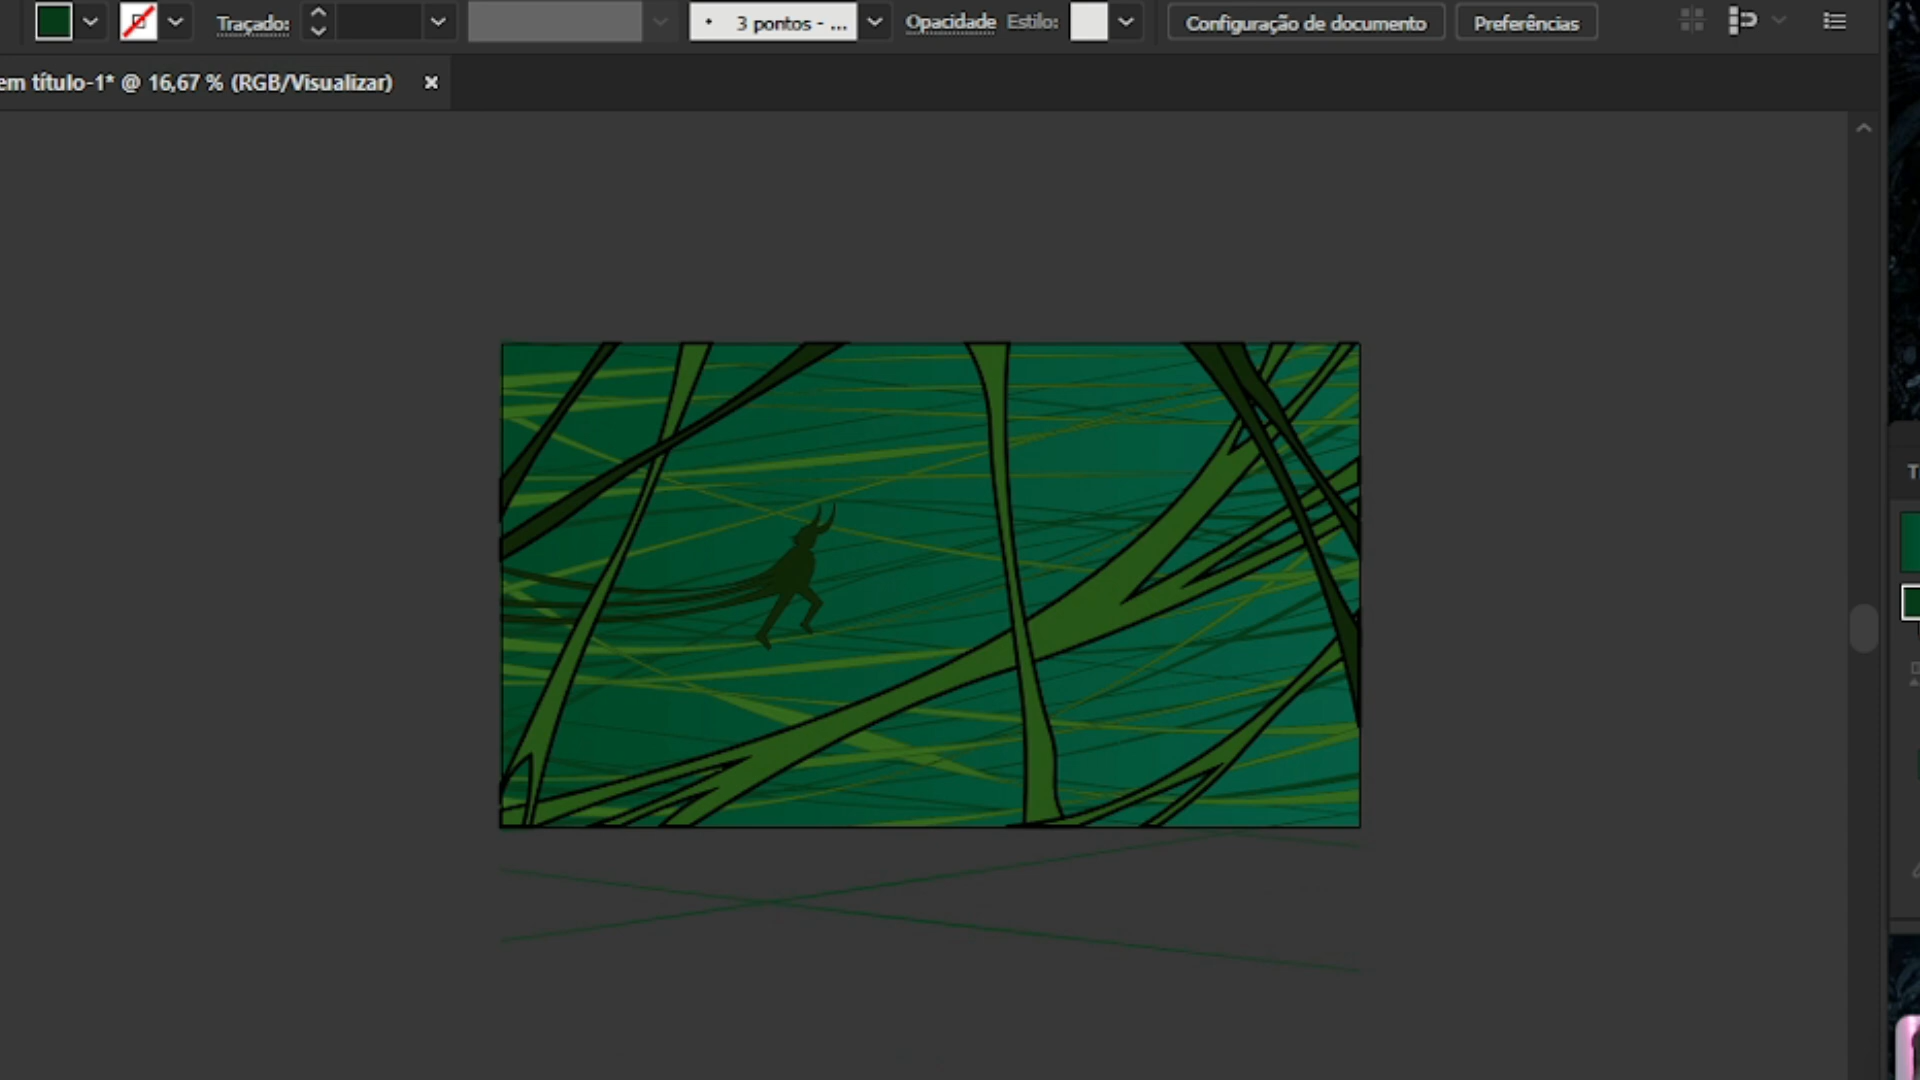 Traçado:
3 pontos - ...
Opacidade
Estilo:
Configuração de documento
Preferências
em título-1* @ 16,67 % (RGB/Visualizar)
T